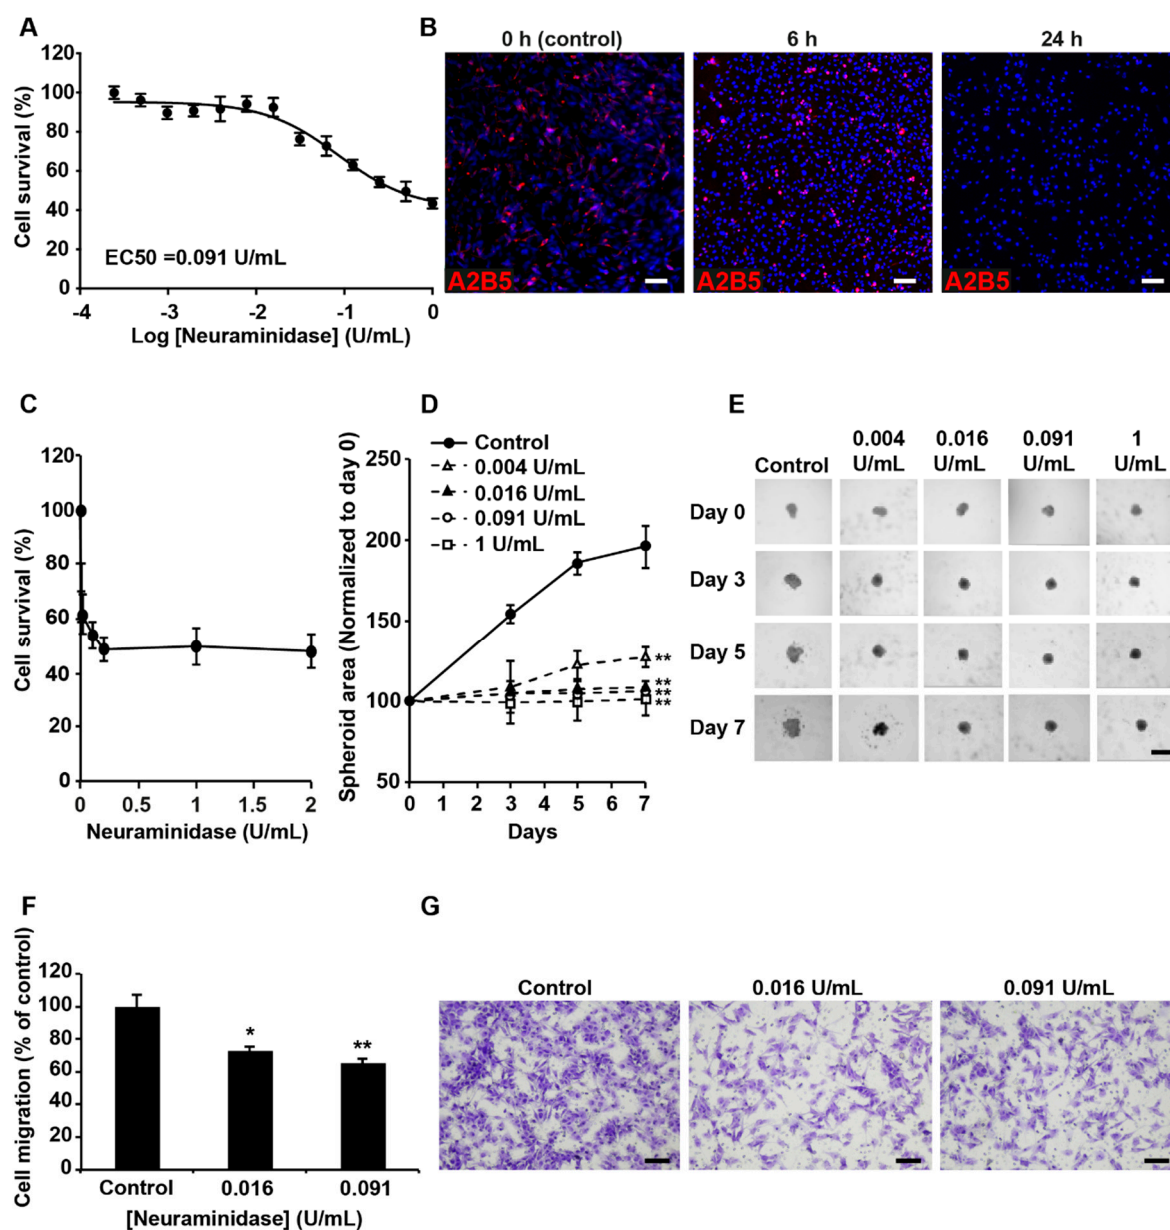 A
120
100
80
60
40
20
0
Cell survival (%)
EC50 =0.091 U/mL
-4
-3
-2
-1
0
Log [Neuraminidase] (U/mL)
B
0 h (control)
6 h
24 h
A2B5
A2B5
A2B5
C
120
100
80
60
40
20
0
Cell survival (%)
0
0.5
1
1.5
2
Neuraminidase (U/mL)
D
Control
0.004 U/mL
0.016 U/mL
0.091 U/mL
1 U/mL
250
200
150
100
50
Spheroid area (Normalized to day 0)
**
**
**
**
0 1 2 3 4 5 6 7
Days
E
Control
0.004
U/mL
0.016
U/mL
0.091
U/mL
1
U/mL
Day 0
Day 3
Day 5
Day 7
F
120
100
80
60
40
20
0
Cell migration (% of control)
*
**
Control
0.016
0.091
[Neuraminidase] (U/mL)
G
Control
0.016 U/mL
0.091 U/mL